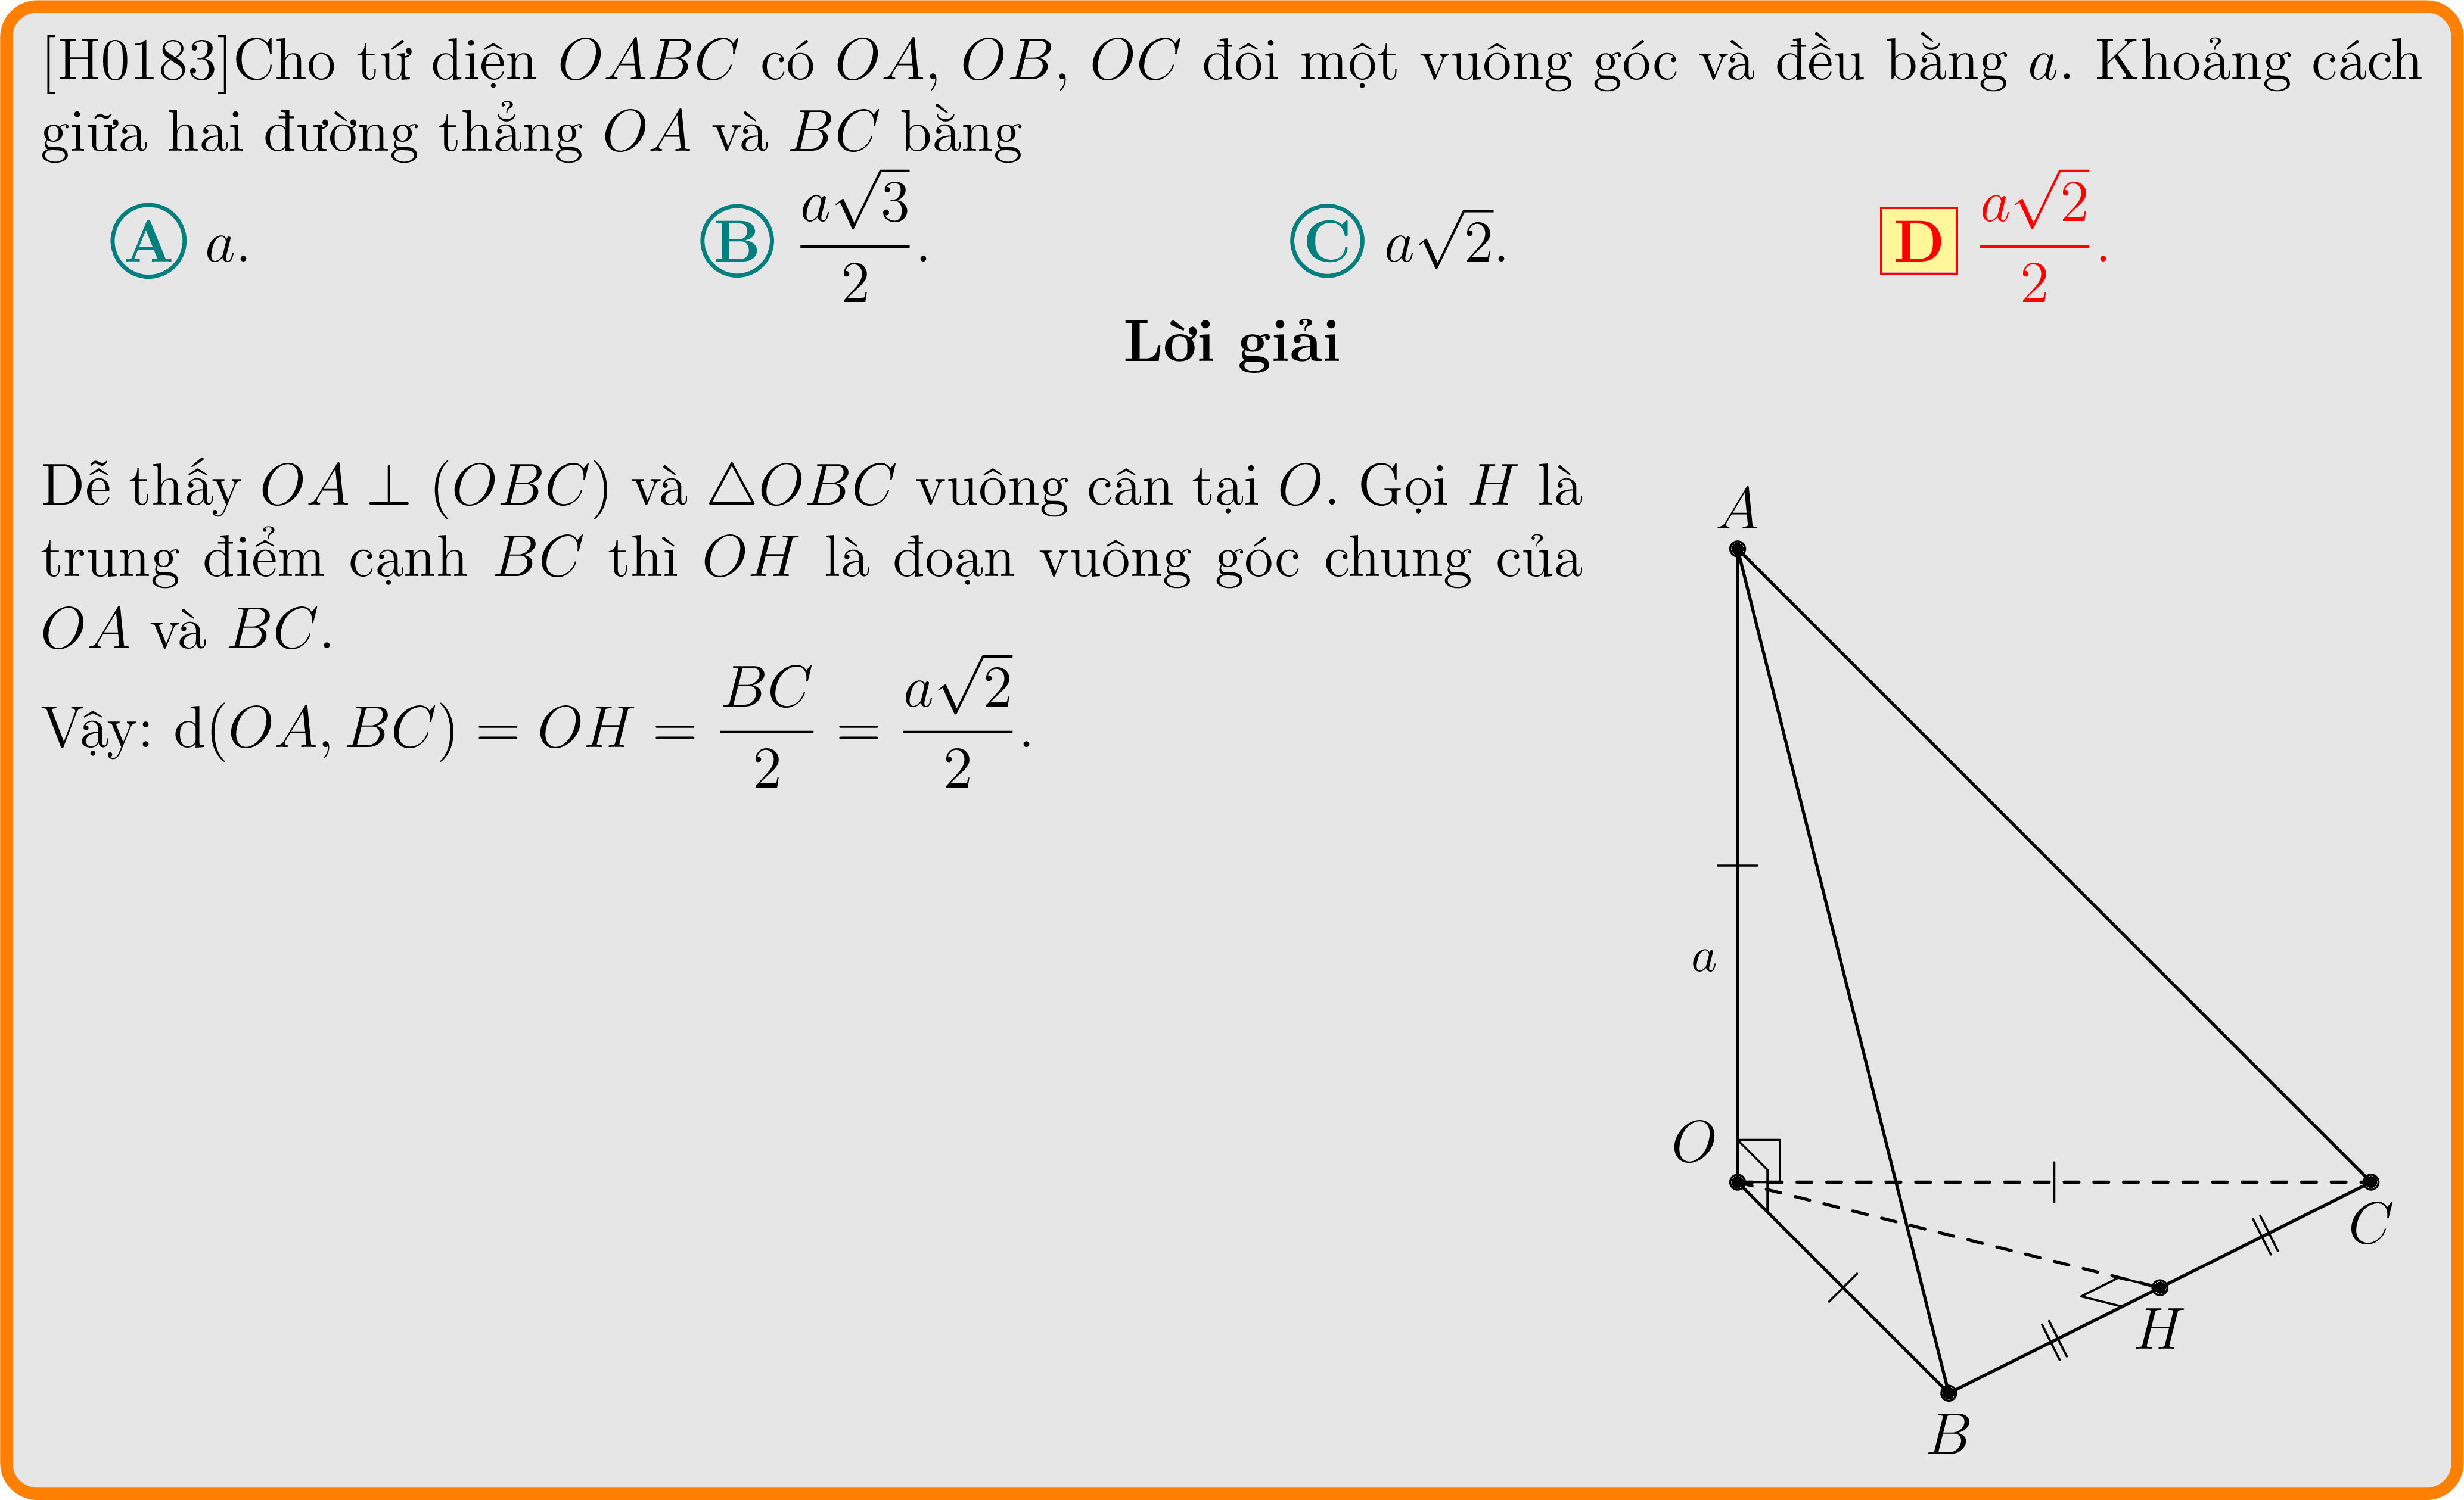 [H0183]Cho tứ diện OABC có OA, OB, OC đôi một vuông góc và đều bằng a. Khoảng cách
giữa hai đường thẳng OA và BC bằng
A a. B \frac{a\sqrt{3}}{2}. C a\sqrt{2}. D \frac{a\sqrt{2}}{2}.
Lời giải
Dễ thấy OA ⊥ (OBC) và △OBC vuông cân tại O. Gọi H là
trung điểm cạnh BC thì OH là đoạn vuông góc chung của
OA và BC.
Vậy: d(OA, BC) = OH = \frac{BC}{2} = \frac{a\sqrt{2}}{2}.
A
a
O
C
H
B